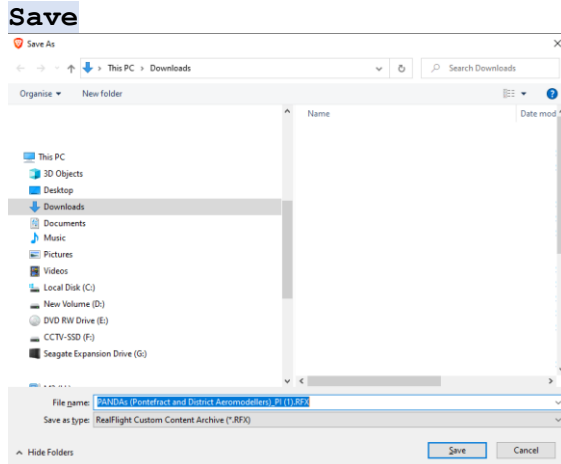 Save
Save As
This PC > Downloads
Search Downloads
Organise
New folder
Name
Date mod
This PC
3D Objects
Desktop
Downloads
Documents
Music
Pictures
Videos
Local Disk (C:)
New Volume (D:)
DVD RW Drive (E:)
CCTV-SSD (F:)
Seagate Expansion Drive (G:)
File name: PANDAs (Pontefract and District Aeromodellers)_PI (1).RFX
Save as type: RealFlight Custom Content Archive (*.RFX)
Hide Folders
Save
Cancel